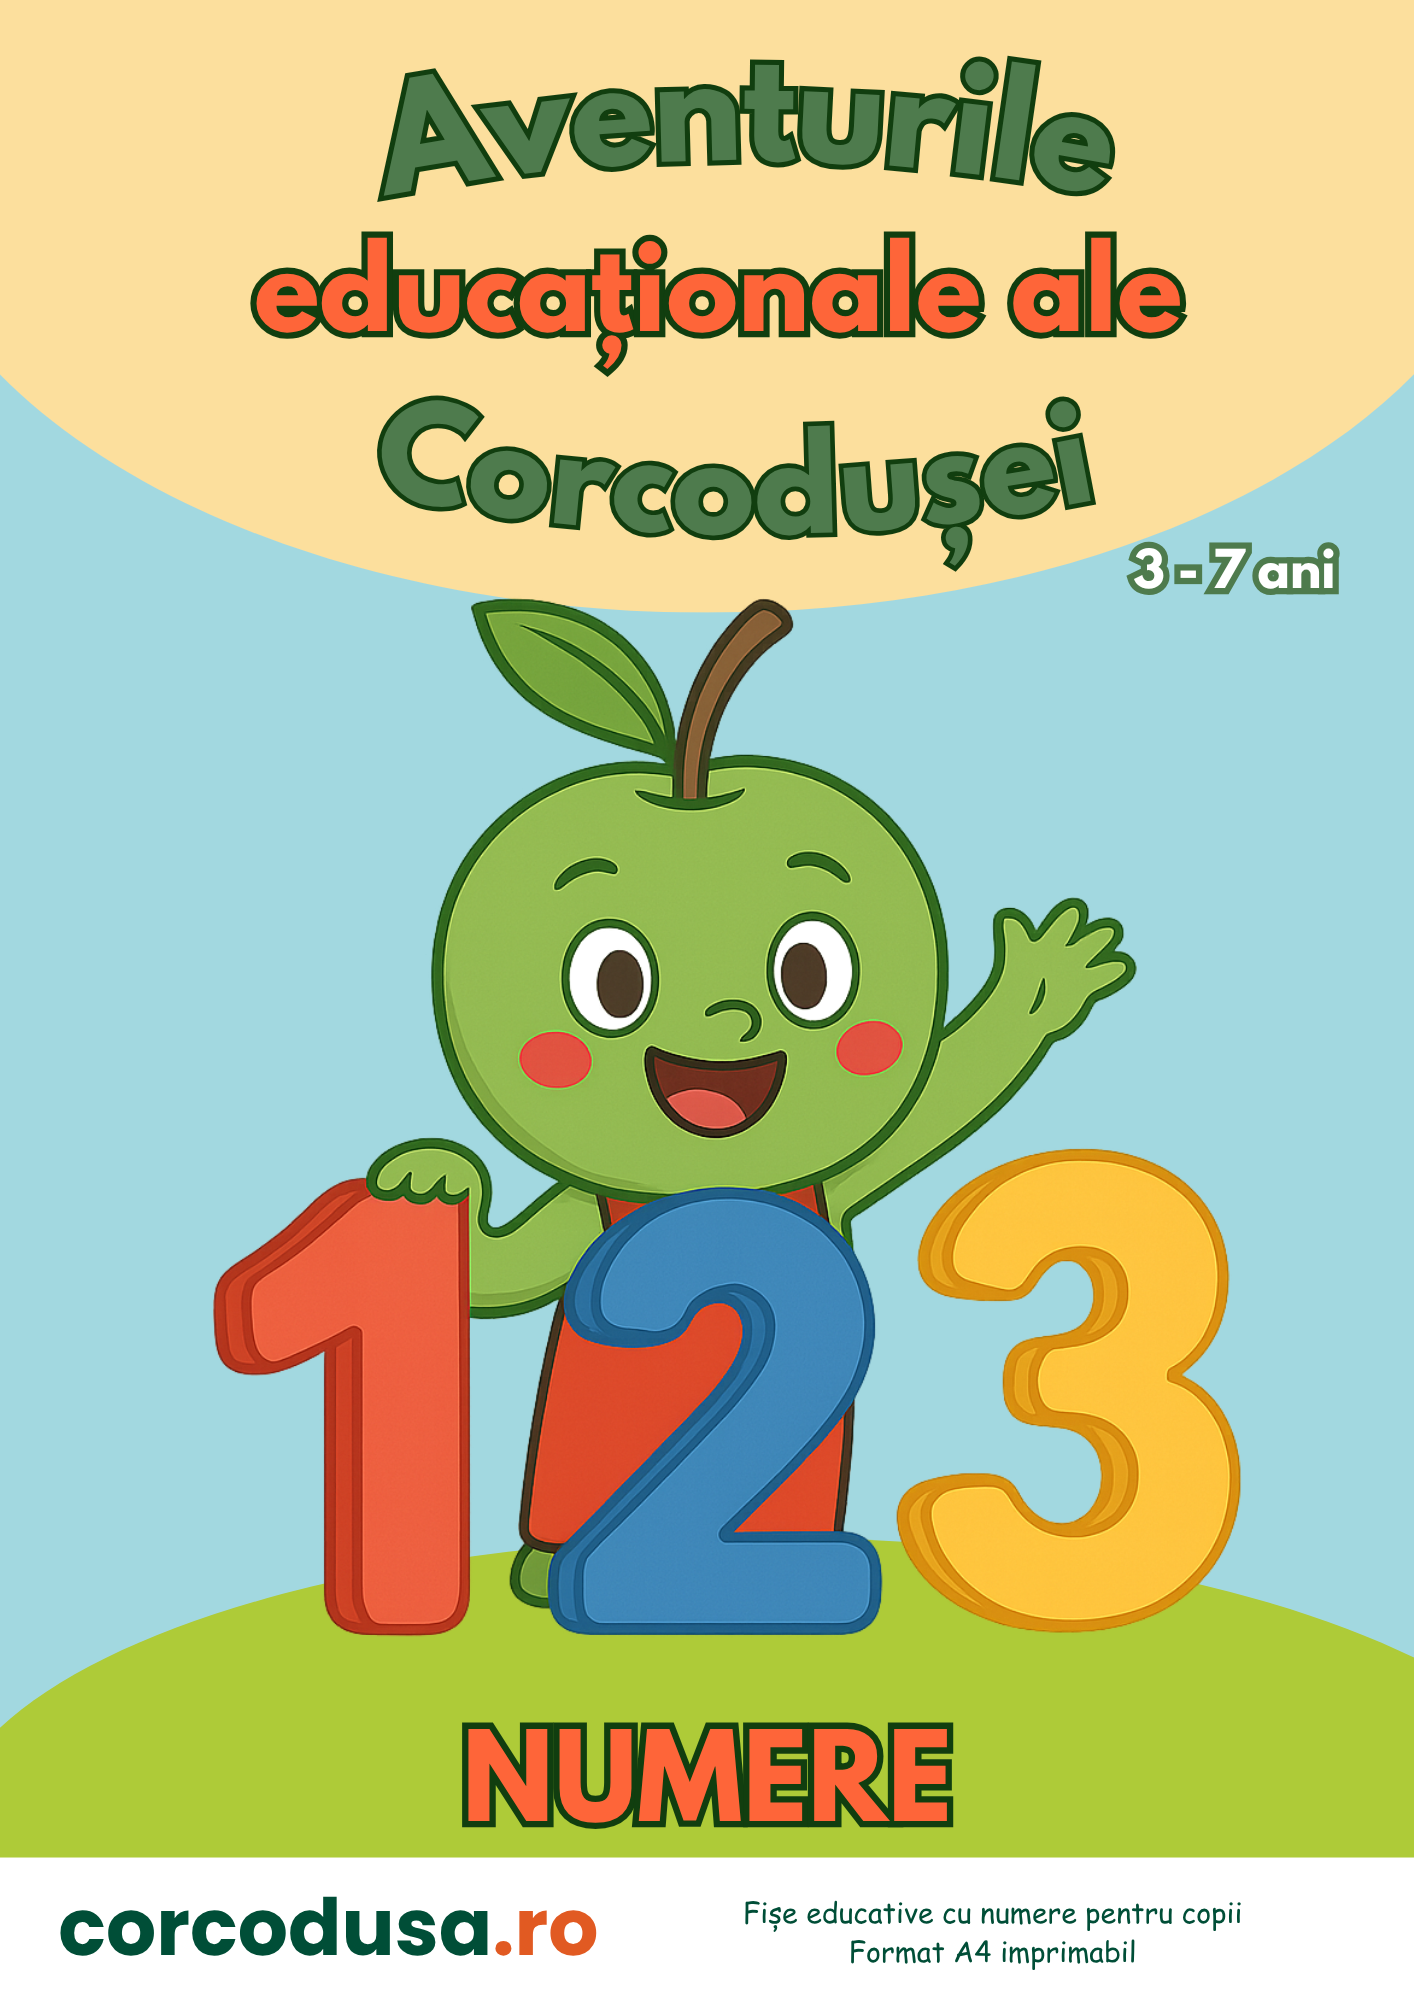 Aventurile
educaționale ale
Corcodușei
3 - 7 ani
1 2 3
NUMERE
corcodusa.ro
Fișe educative cu numere pentru copii
Format A4 imprimabil